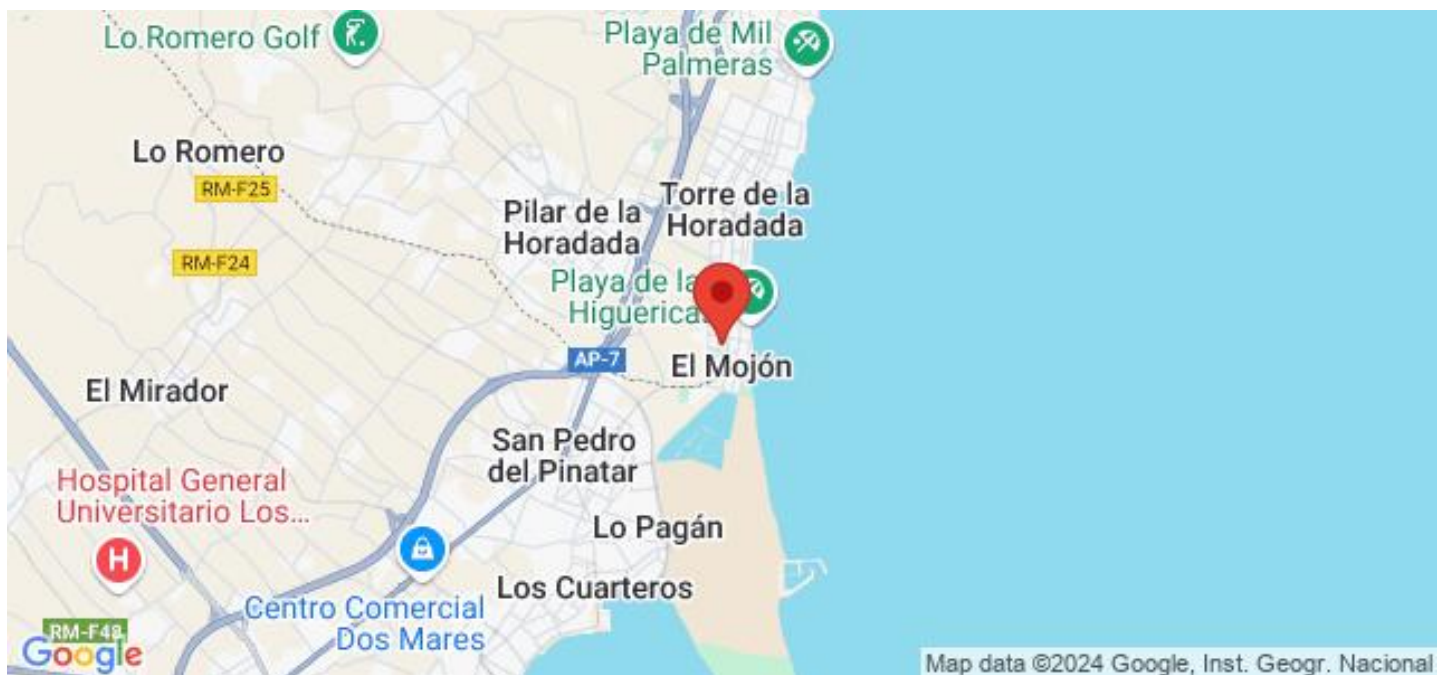 Lo Romero Golf
Playa de Mil
Palmeras
Lo Romero
RM-F25
Torre de la
Horadada
Pilar de la
Horadada
RM-F24
Playa de la
Higuerica
AP-7
El Mojón
El Mirador
San Pedro
del Pinatar
Hospital General
Universitario Los...
H
Lo Pagán
Los Cuarteros
Centro Comercial
Dos Mares
RM-F48
Google
Map data ©2024 Google, Inst. Geogr. Nacional